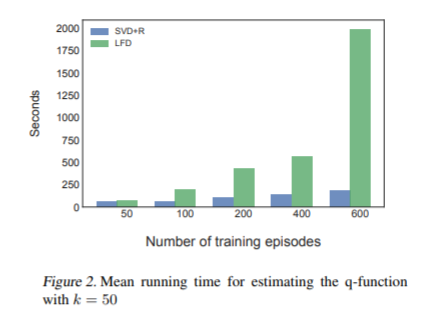 2000
1750
1500
1250
1000
750
500
250
0
Seconds
SVD+R
LFD
50 100 200 400 600
Number of training episodes
Figure 2. Mean running time for estimating the q-function
with k = 50